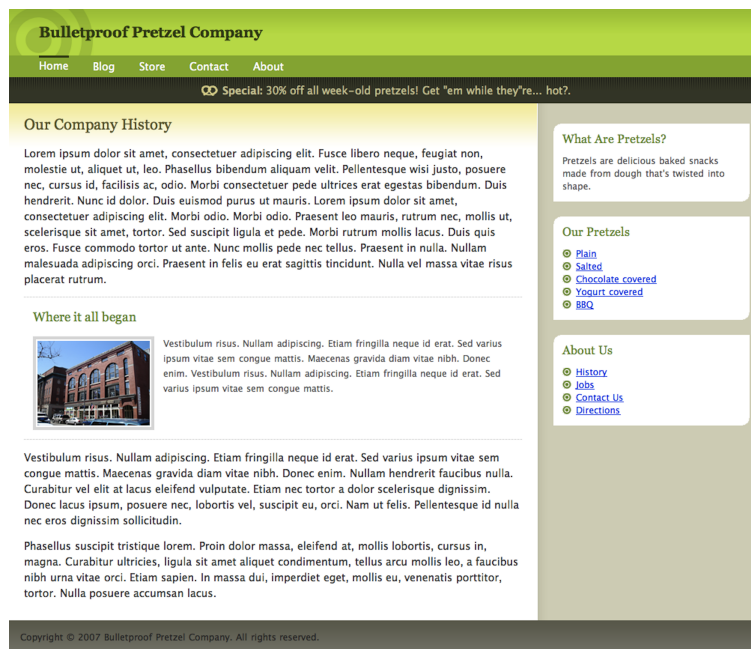 Bulletproof Pretzel Company
Home Blog Store Contact About
Special: 30% off all week-old pretzels! Get "em while they"re... hot?.
Our Company History
Lorem ipsum dolor sit amet, consectetuer adipiscing elit. Fusce libero neque, feugiat non,
molestie ut, aliquet ut, leo. Phasellus bibendum aliquam velit. Pellentesque wisi justo, posuere
nec, cursus id, facilisis ac, odio. Morbi consectetuer pede ultrices erat egestas bibendum. Duis
hendrerit. Nunc id dolor. Duis euismod purus ut mauris. Lorem ipsum dolor sit amet,
consectetuer adipiscing elit. Morbi odio. Morbi odio. Praesent leo mauris, rutrum nec, mollis ut,
scelerisque sit amet, tortor. Sed suscipit ligula et pede. Morbi rutrum mollis lacus. Duis quis
eros. Fusce commodo tortor ut ante. Nunc mollis pede nec tellus. Praesent in nulla. Nullam
malesuada adipiscing orci. Praesent in felis eu erat sagittis tincidunt. Nulla vel massa vitae risus
placerat rutrum.
Where it all began
Vestibulum risus. Nullam adipiscing. Etiam fringilla neque id erat. Sed varius
ipsum vitae sem congue mattis. Maecenas gravida diam vitae nibh. Donec
enim. Vestibulum risus. Nullam adipiscing. Etiam fringilla neque id erat. Sed
varius ipsum vitae sem congue mattis.
Vestibulum risus. Nullam adipiscing. Etiam fringilla neque id erat. Sed varius ipsum vitae sem
congue mattis. Maecenas gravida diam vitae nibh. Donec enim. Nullam hendrerit faucibus nulla.
Curabitur vel elit at lacus eleifend vulputate. Etiam nec tortor a dolor scelerisque dignissim.
Donec lacus ipsum, posuere nec, lobortis vel, suscipit eu, orci. Nam ut felis. Pellentesque id nulla
nec eros dignissim sollicitudin.
Phasellus suscipit tristique lorem. Proin dolor massa, eleifend at, mollis lobortis, cursus in,
magna. Curabitur ultricies, ligula sit amet aliquet condimentum, tellus arcu mollis leo, a faucibus
nibh urna vitae orci. Etiam sapien. In massa dui, imperdiet eget, mollis eu, venenatis porttitor,
tortor. Nulla posuere accumsan lacus.
What Are Pretzels?
Pretzels are delicious baked snacks
made from dough that's twisted into
shape.
Our Pretzels
Plain
Salted
Chocolate covered
Yogurt covered
BBQ
About Us
History
Jobs
Contact Us
Directions
Copyright © 2007 Bulletproof Pretzel Company. All rights reserved.